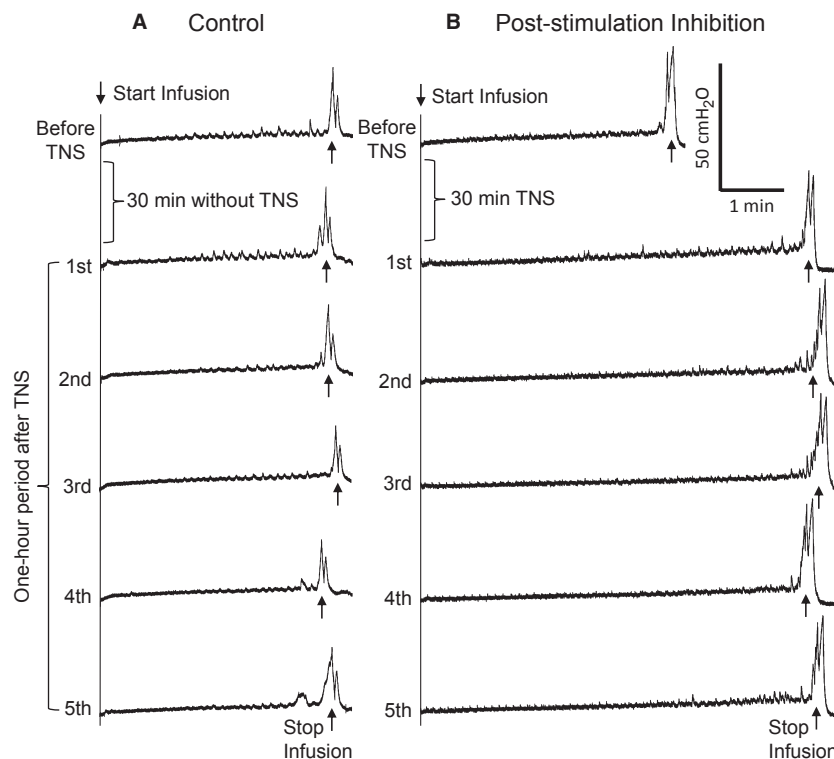 A Control
B Post-stimulation Inhibition
Start Infusion
Before
TNS
30 min without TNS
1st
2nd
3rd
4th
5th
One-hour period after TNS
Stop
Infusion
Start Infusion
Before
TNS
30 min TNS
50 cmH₂O
1 min
1st
2nd
3rd
4th
5th
Stop
Infusion